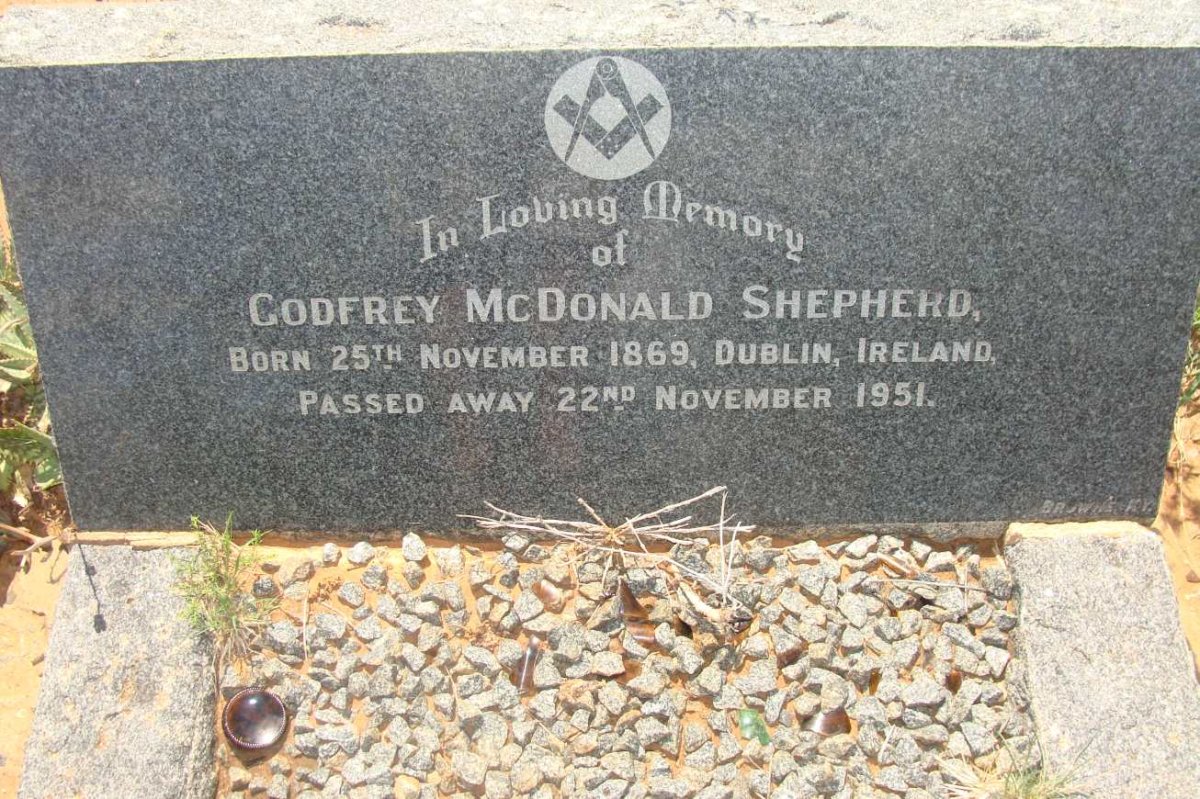 In Loving Memory
of
GODFREY MCDONALD SHEPHERD,
BORN 25TH NOVEMBER 1869, DUBLIN, IRELAND,
PASSED AWAY 22ND NOVEMBER 1951.